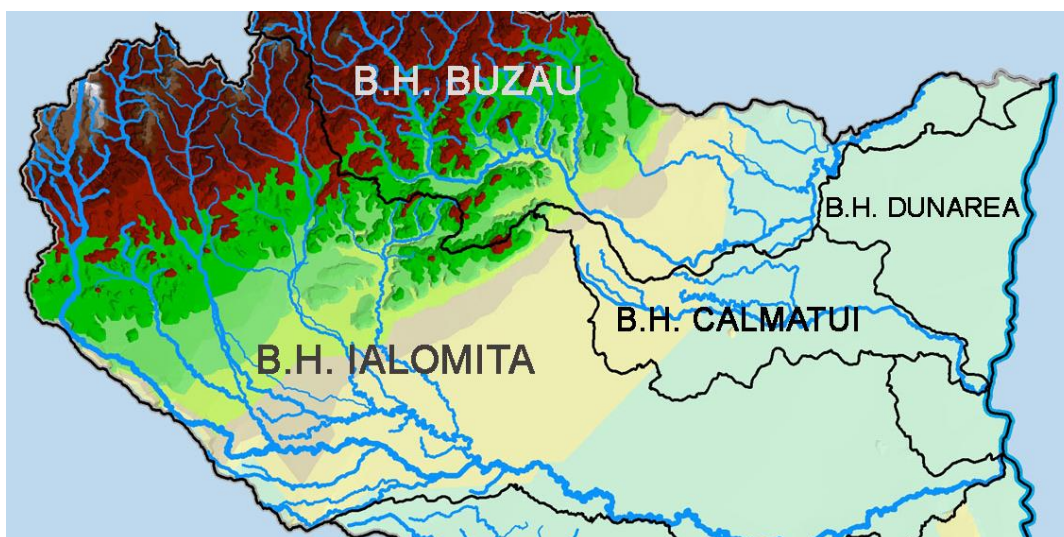 B.H. BUZAU
B.H. DUNAREA
B.H. CALMATUI
B.H. IALOMITA